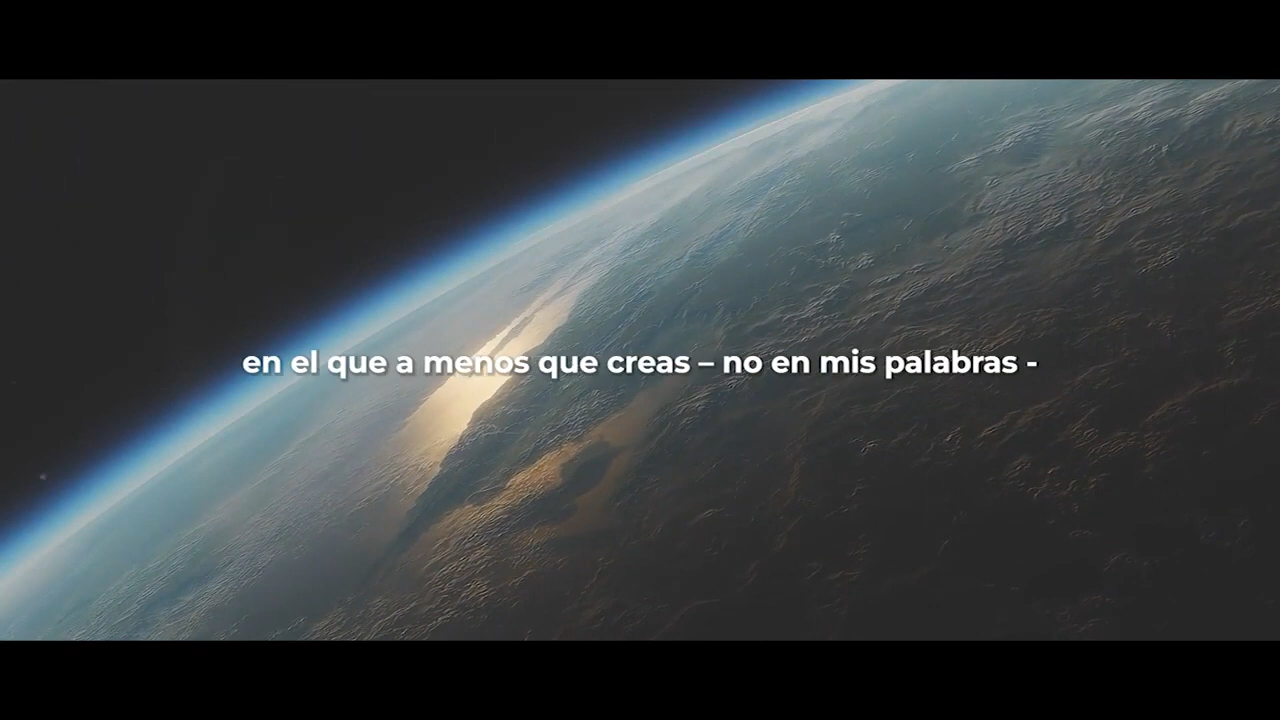 en el que a menos que creas – no en mis palabras -